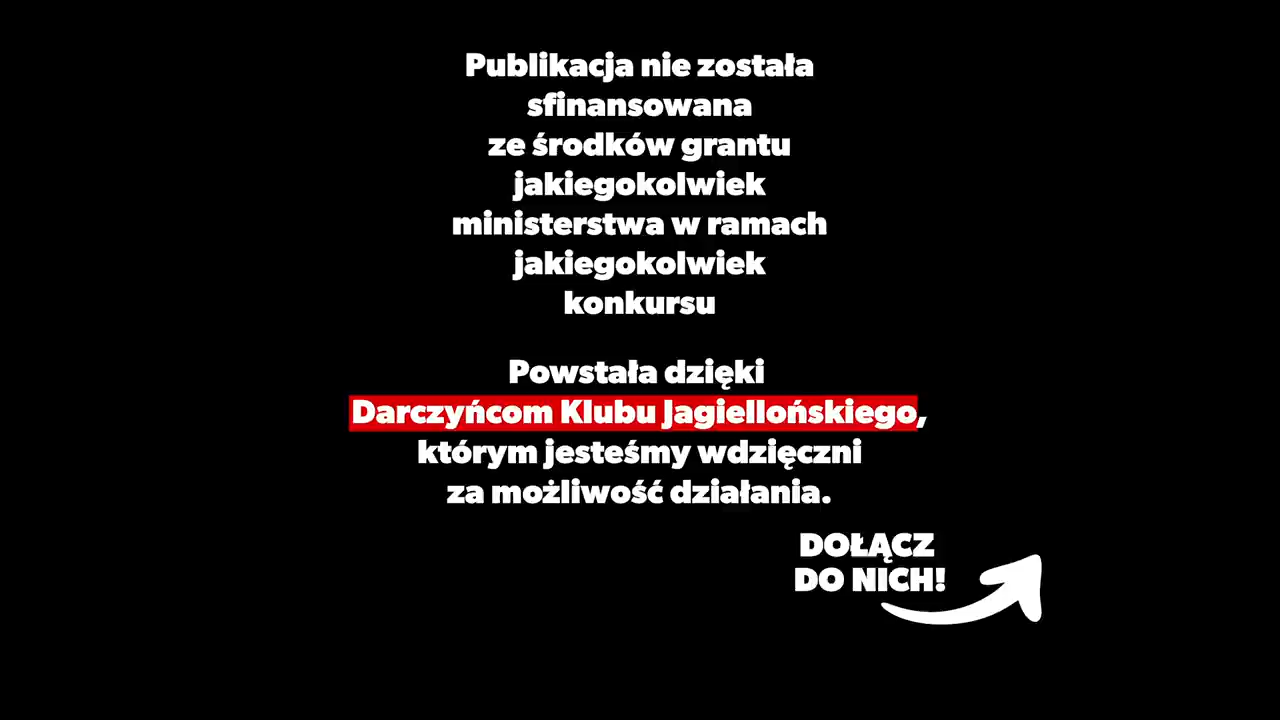 Publikacja nie została
sfinansowana
ze środków grantu
jakiegokolwiek
ministerstwa w ramach
jakiegokolwiek
konkursu
Powstała dzięki
Darczyńcom Klubu Jagiellońskiego,
którym jesteśmy wdzięczni
za możliwość działania.
DOŁĄCZ
DO NICH!